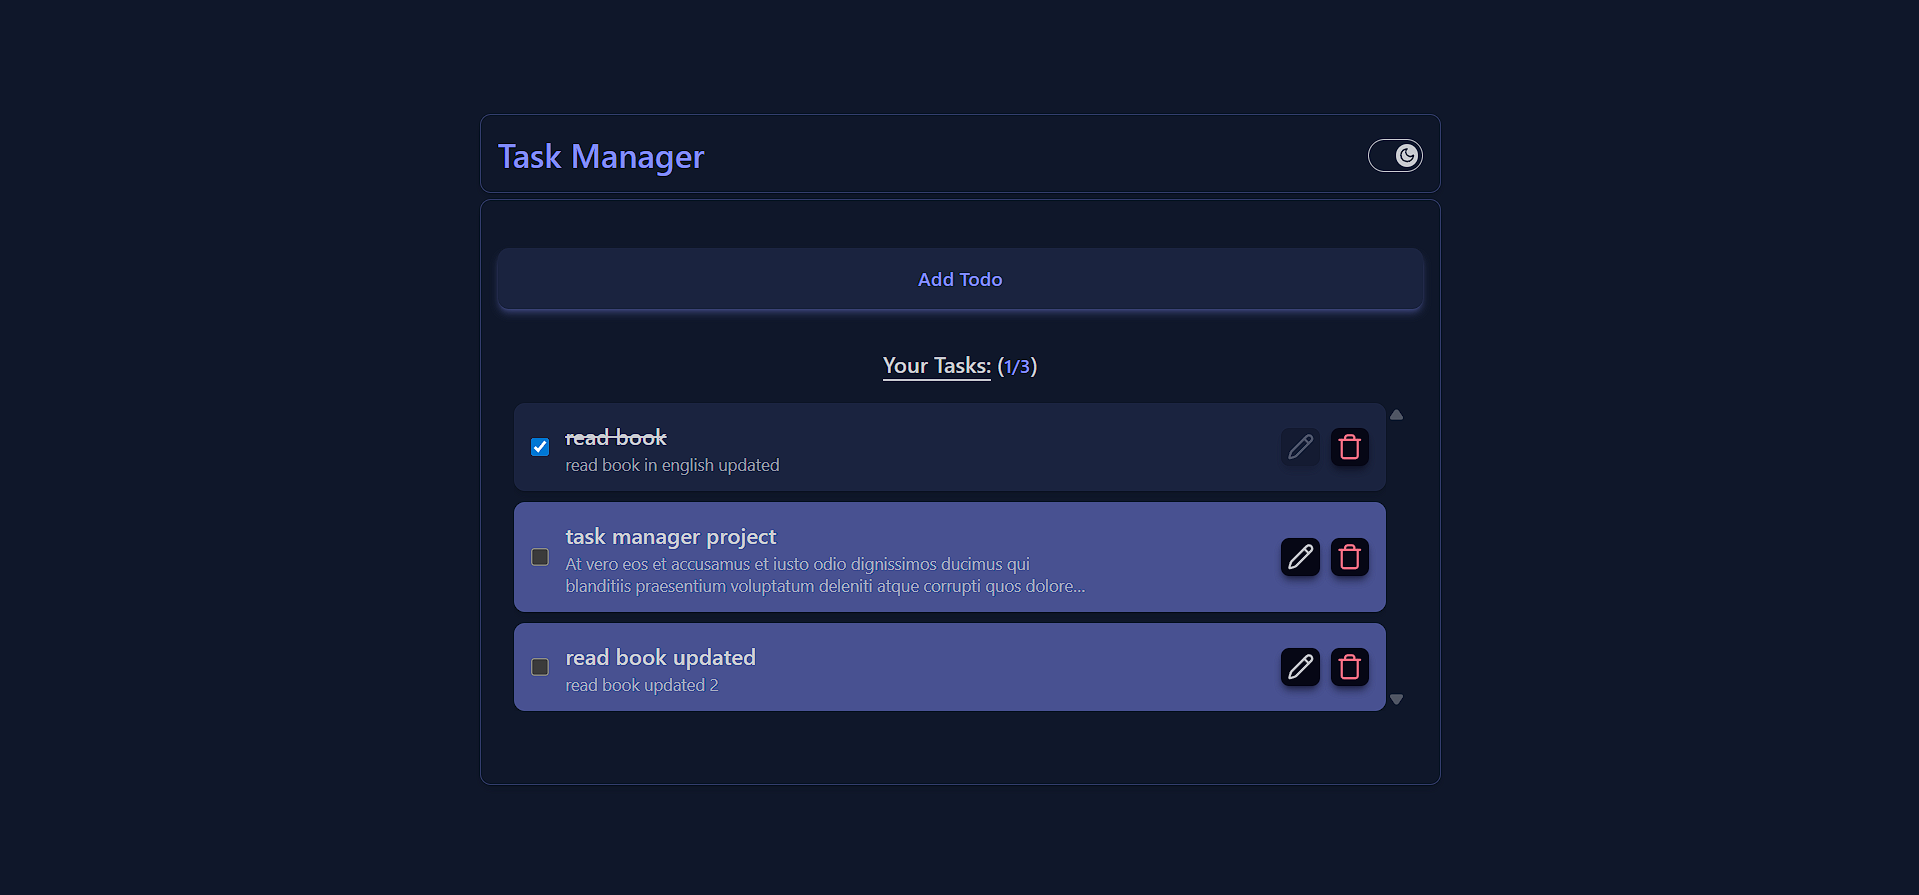 Task Manager
Add Todo
Your Tasks: (1/3)
read book
read book in english updated
task manager project
At vero eos et accusamus et iusto odio dignissimos ducimus qui
blanditiis praesentium voluptatum deleniti atque corrupti quos dolore...
read book updated
read book updated 2